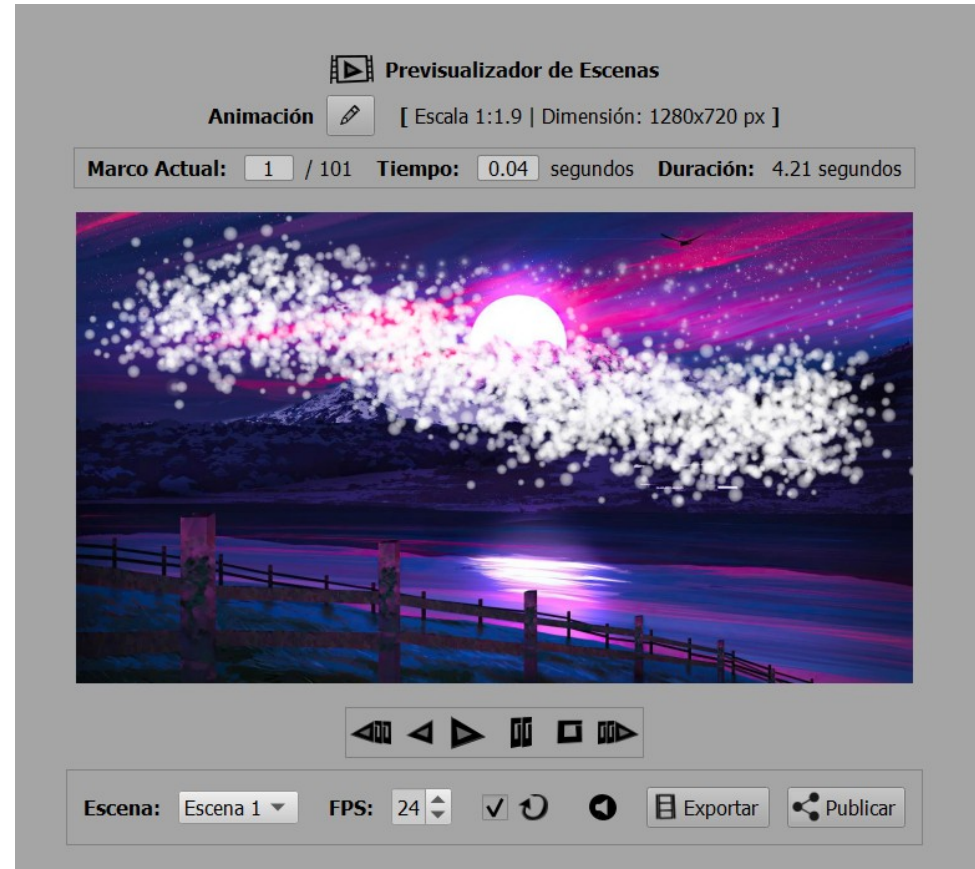 Previsualizador de Escenas
Animación [ Escala 1:1.9 | Dimensión: 1280x720 px ]
Marco Actual: 1 / 101 Tiempo: 0.04 segundos Duración: 4.21 segundos
Escena: Escena 1 FPS: 24 Exportar Publicar